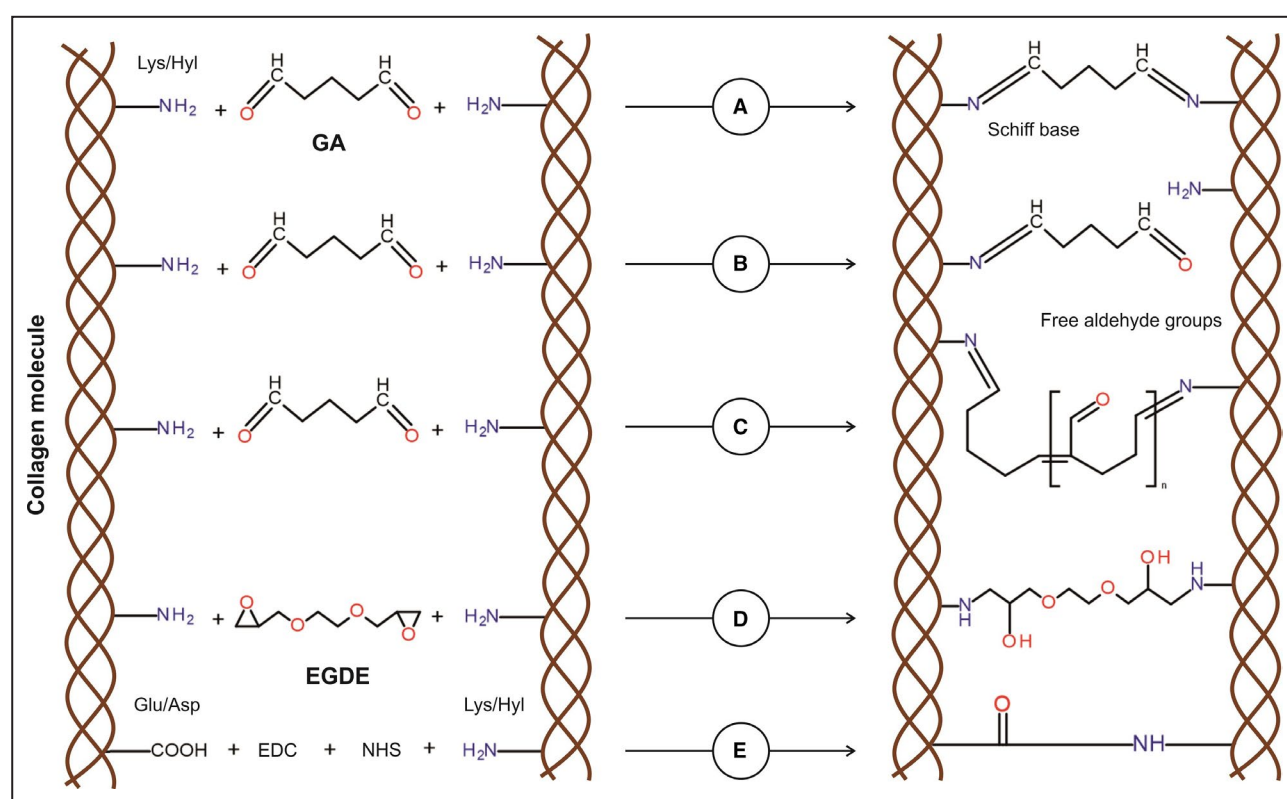 Collagen molecule
Lys/Hyl
NH2 + H C O H C O + H2N A H C H C N N
GA
Schiff base
H2N
NH2 + H C O H C O + H2N B H C H C N O
Free aldehyde groups
NH2 + H C O H C O + H2N C N O N n
NH2 + O O O O + H2N D N H OH O O OH H N
EGDE
Glu/Asp Lys/Hyl
COOH + EDC + NHS + H2N E O NH